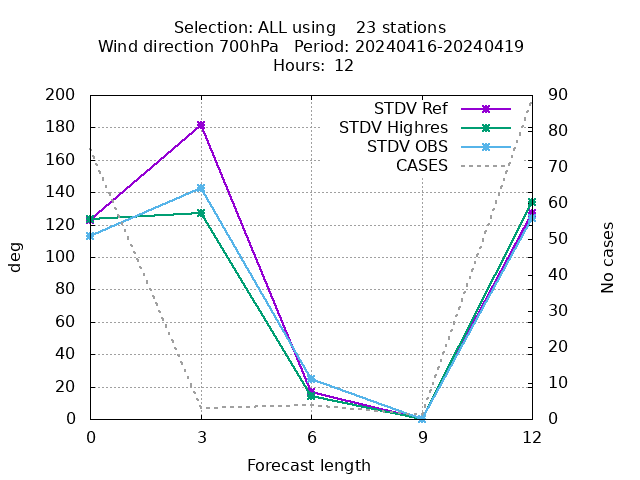 Selection: ALL using 23 stations
Wind direction 700hPa Period: 20240416-20240419
Hours: 12
200
180
160
140
120
100
80
60
40
20
0
90
80
70
60
50
40
30
20
10
0
STDV Ref
STDV Highres
STDV OBS
CASES
deg
No cases
0 3 6 9 12
Forecast length